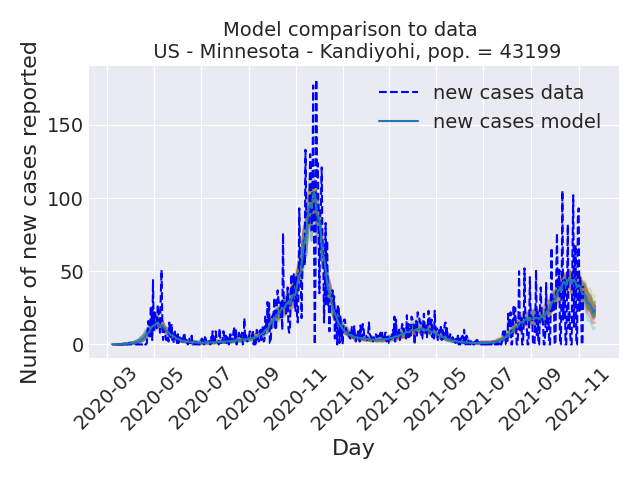 Model comparison to data
US - Minnesota - Kandiyohi, pop. = 43199
Number of new cases reported
150
100
50
0
new cases data
new cases model
2020-03
2020-05
2020-07
2020-09
2020-11
2021-01
2021-03
2021-05
2021-07
2021-09
2021-11
Day